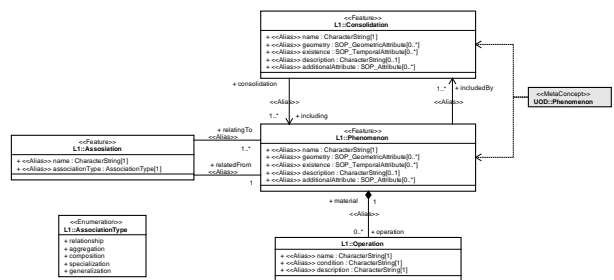 <<Feature>>
L1::Consolidation
+ <<Alias>> name : CharacterString[1]
+ <<Alias>> geometry : SOP_GeometricAttribute[0..*]
+ <<Alias>> existence : SOP_TemporalAttribute[0..*]
+ <<Alias>> description : CharacterString[0..1]
+ <<Alias>> additionalAttribute : SOP_Attribute[0..*]
+ consolidation
1..*
+ includedBy
<<Alias>>
<<Alias>>
1..*
+ including
<<MetaConcept>>
UOD::Phenomenon
<<Feature>>
L1::Assosiation
+ <<Alias>> name : CharacterString[1]
+ <<Alias>> associationType : AssociationType[1]
+ relatingTo
<<Alias>>
1..*
+ relatedFrom
<<Alias>>
1
<<Feature>>
L1::Phenomenon
+ <<Alias>> name : CharacterString[1]
+ <<Alias>> geometry : SOP_GeometricAttribute[0..*]
+ <<Alias>> existence : SOP_TemporalAttribute[0..*]
+ <<Alias>> description : CharacterString[0..1]
+ <<Alias>> additionalAttribute : SOP_Attribute[0..*]
+ material
1
<<Alias>>
0..*
+ operation
<<Enumeration>>
L1::AssociationType
+ relationship
+ aggregation
+ composition
+ specialization
+ generalization
L1::Operation
+ <<Alias>> name : CharacterString[1]
+ <<Alias>> condition : CharacterString[1]
+ <<Alias>> description : CharacterString[1]